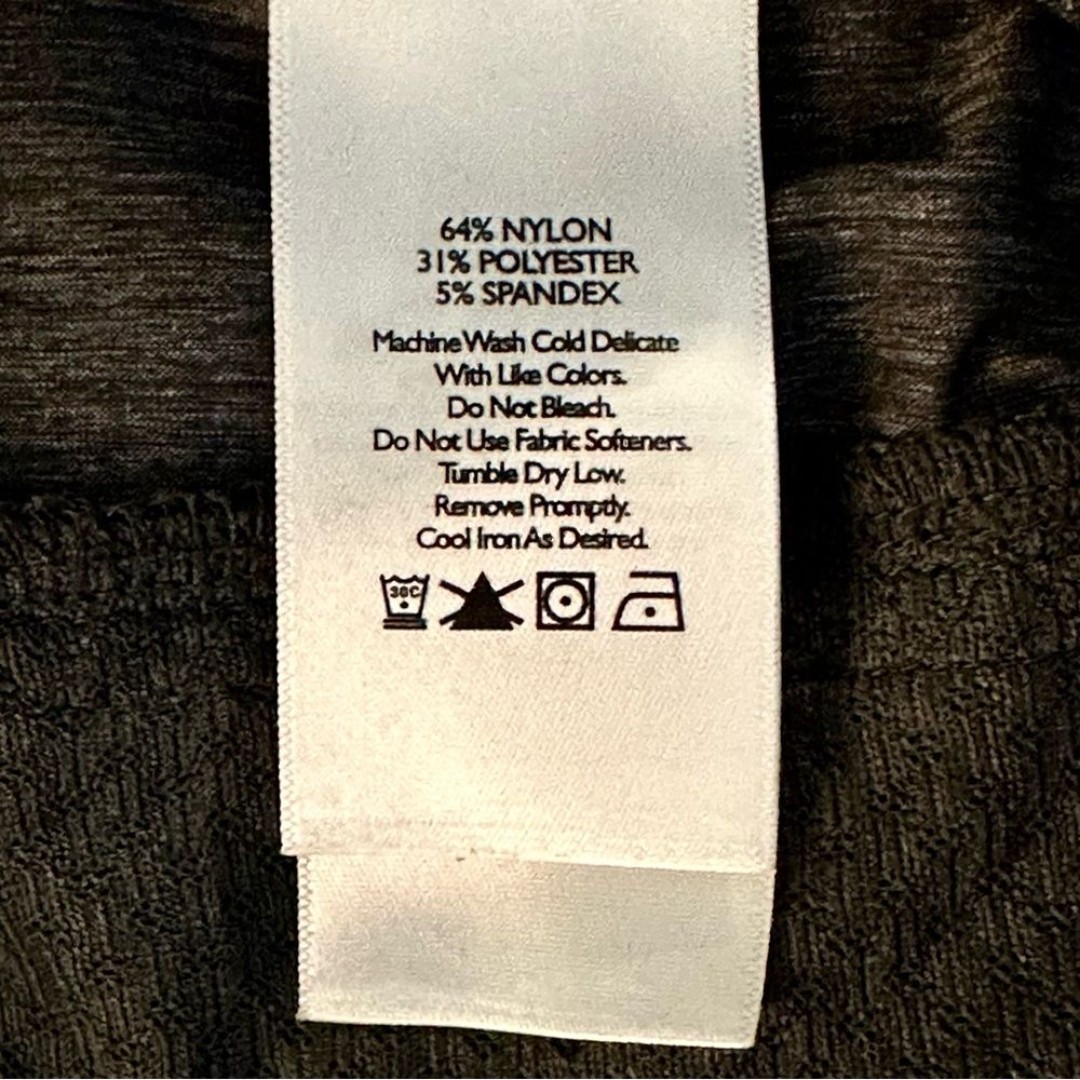 64% NYLON
31% POLYESTER
5% SPANDEX
Machine Wash Cold Delicate
With Like Colors.
Do Not Bleach.
Do Not Use Fabric Softeners.
Tumble Dry Low.
Remove Promptly.
Cool Iron As Desired.
30C